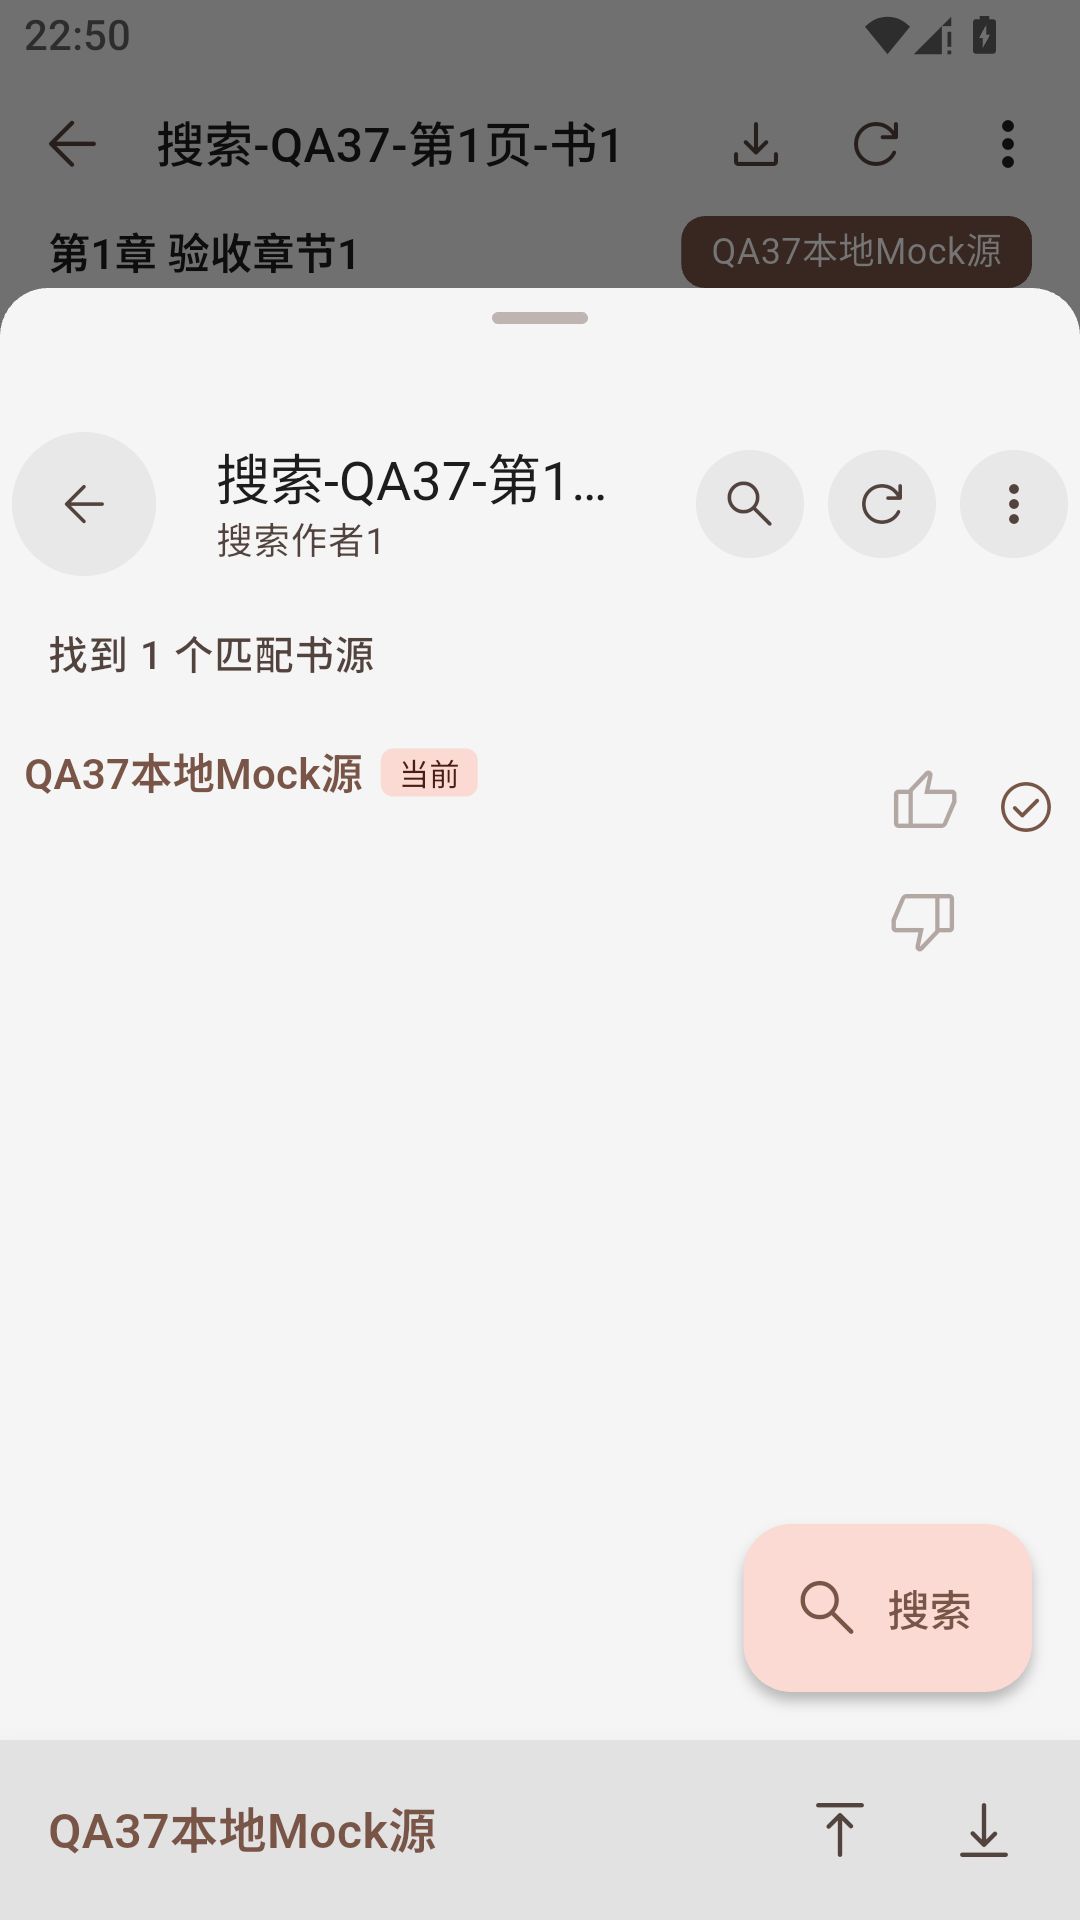 22:50
搜索-QA37-第1页-书1
第1章 验收章节1
QA37本地Mock源
搜索-QA37-第1...
搜索作者1
找到 1 个匹配书源
QA37本地Mock源
当前
搜索
QA37本地Mock源